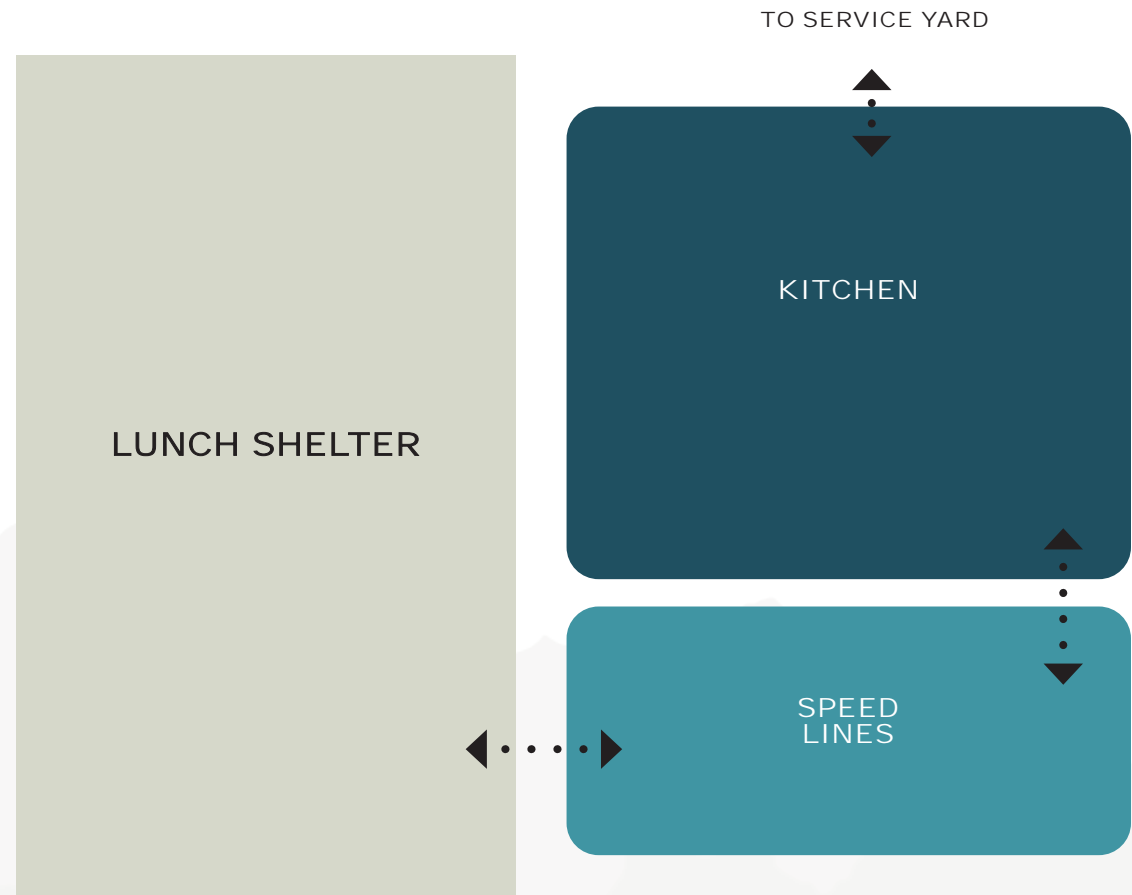 TO SERVICE YARD
KITCHEN
LUNCH SHELTER
SPEED
LINES